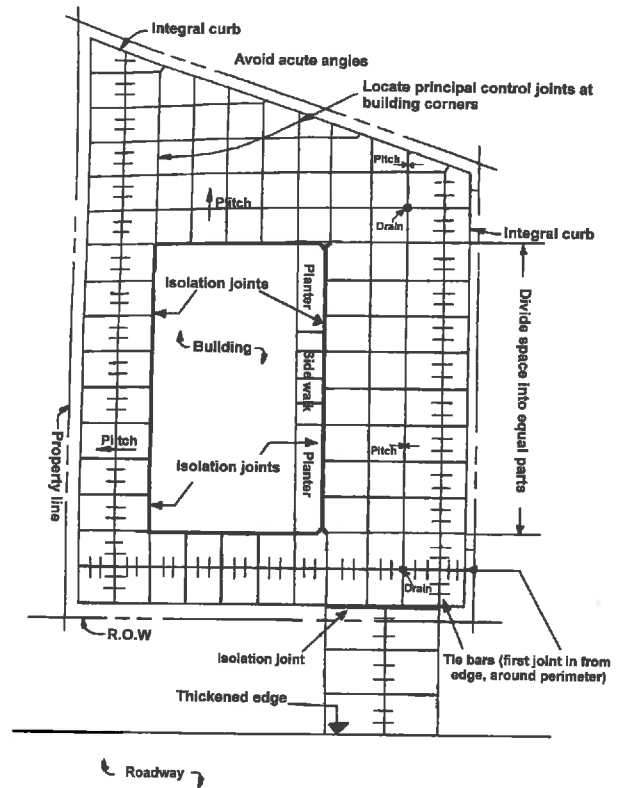 Integral curb
Avoid acute angles
Locate principal control joints at
building corners
Pitch
Pitch
Drain
Integral curb
Isolation joints
Planter
Building
Side walk
Divide space into equal parts
Pitch
Pitch
Property line
Isolation joints
Planter
Drain
R.O.W
Isolation joint
Tie bars (first joint in from
edge, around perimeter)
Thickened edge
Roadway